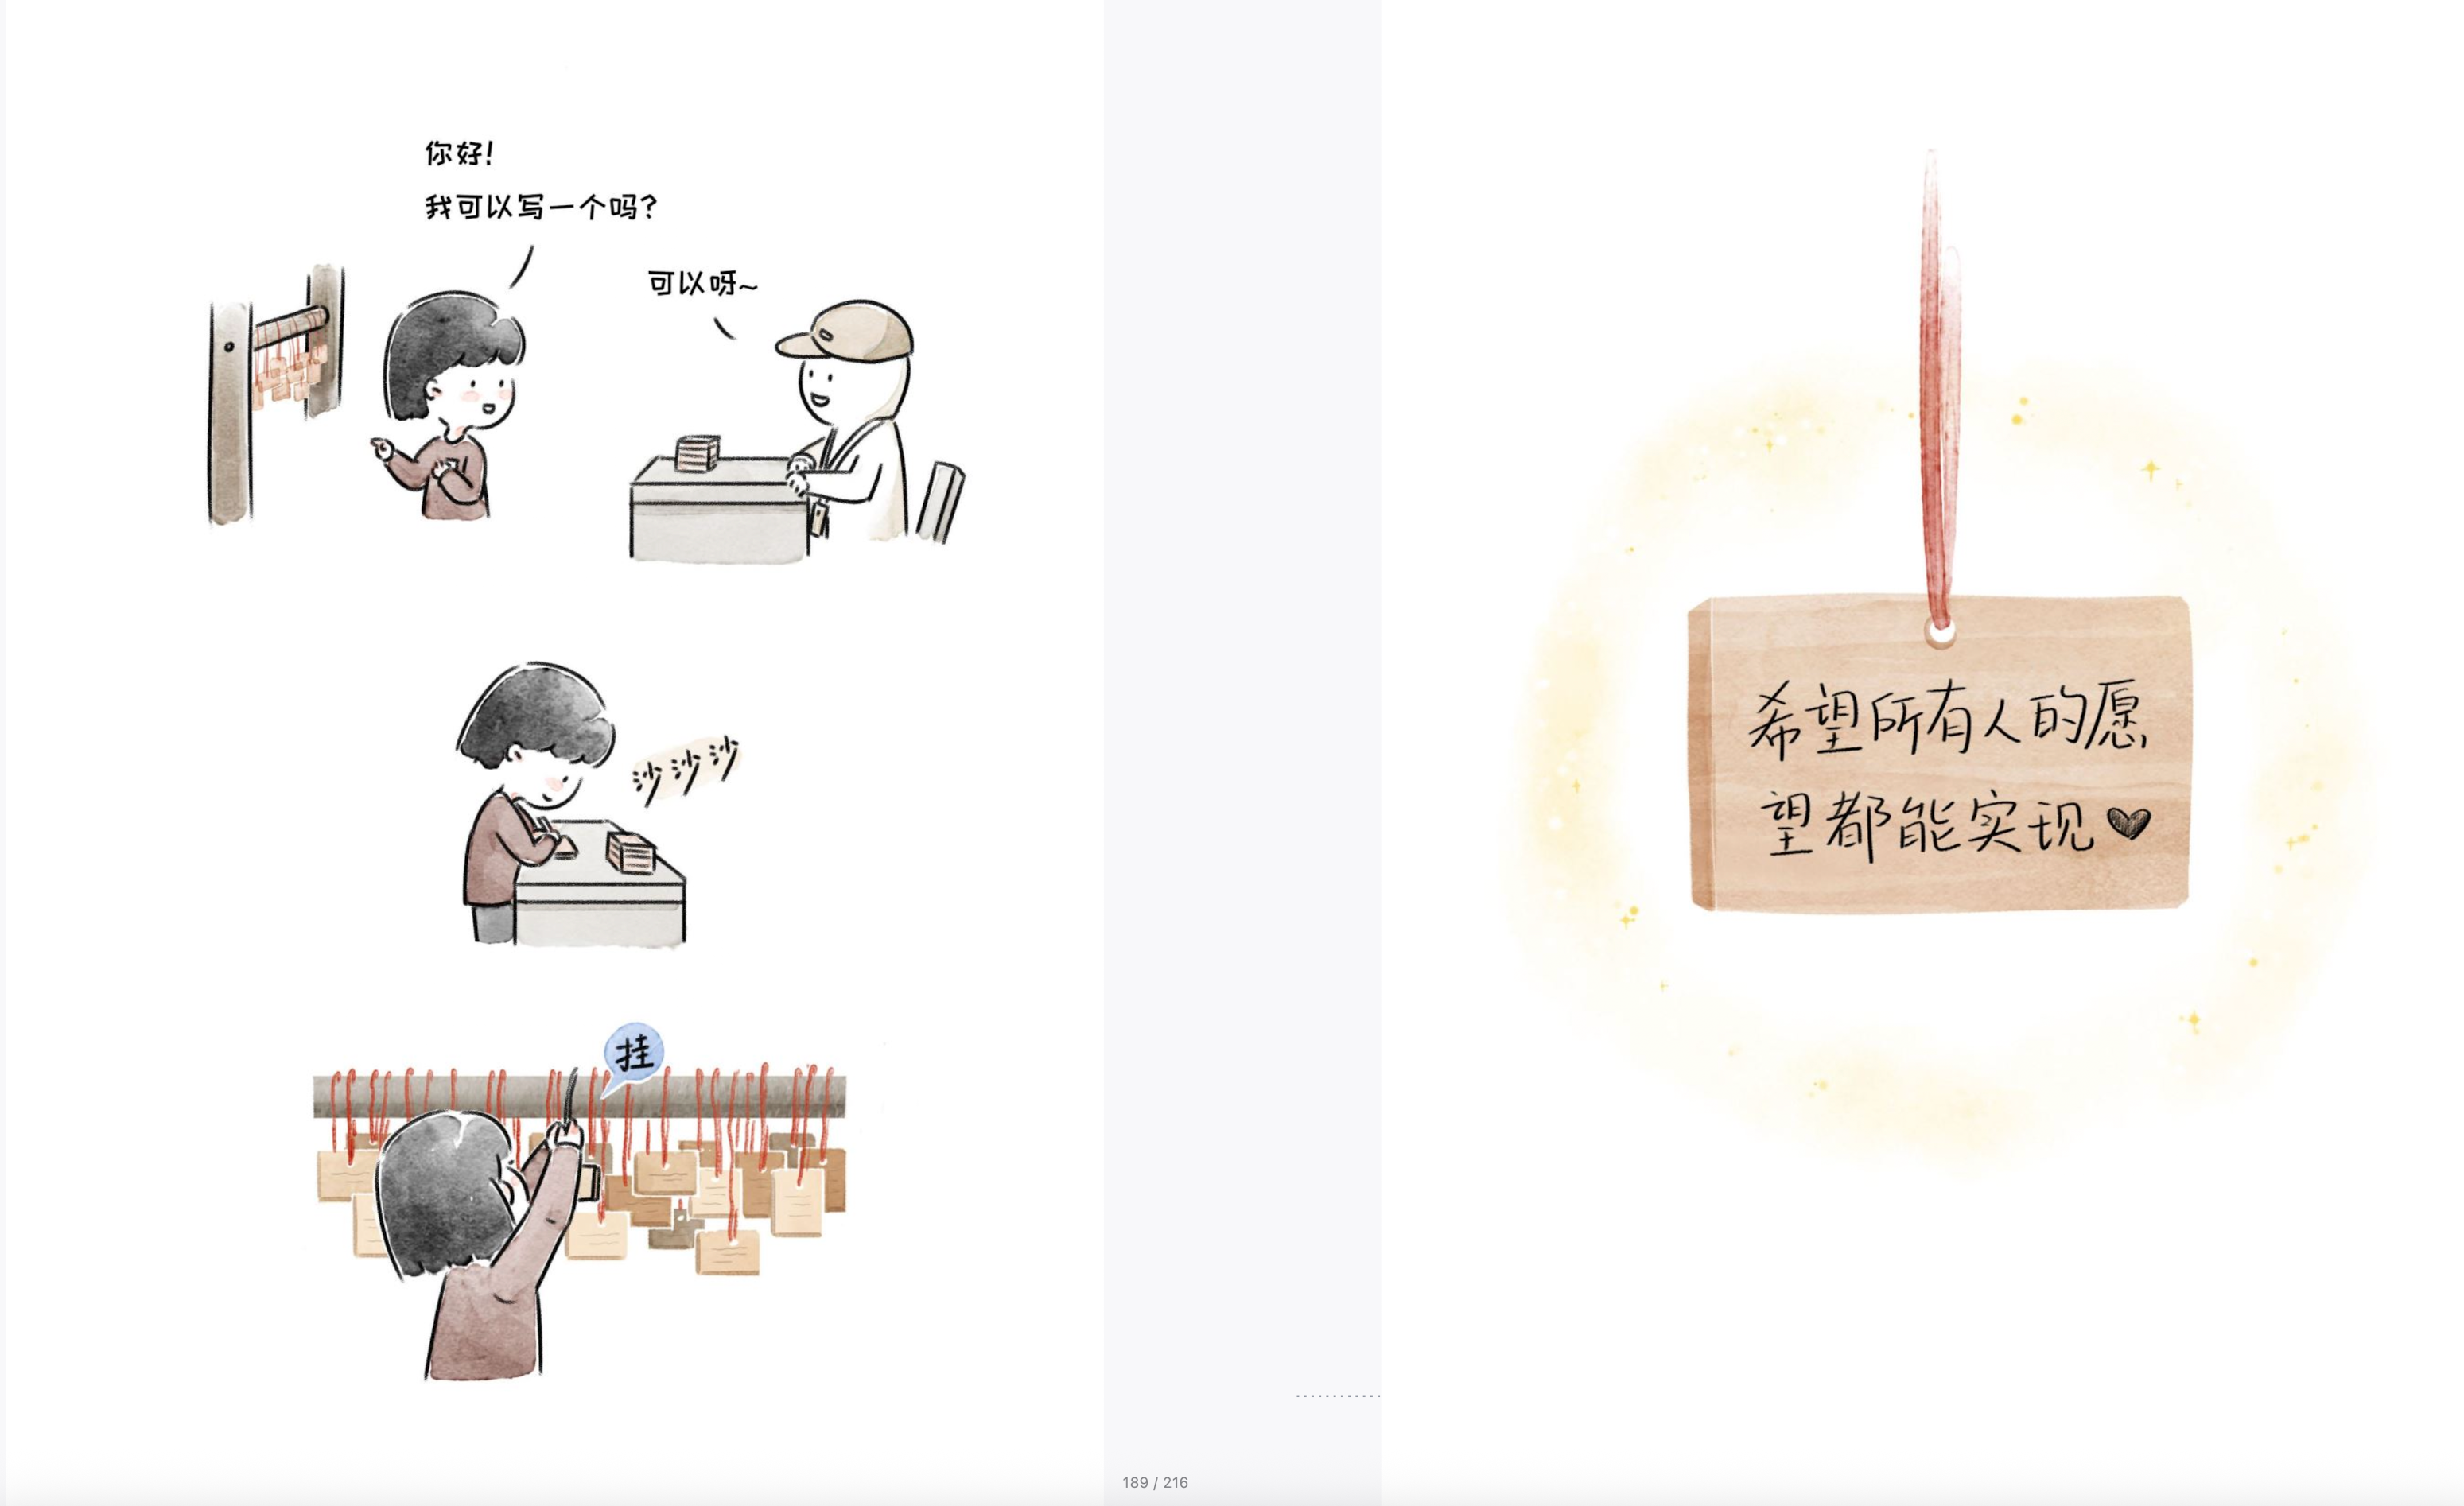 你好!
我可以写一个吗?
可以呀~
沙沙沙
挂
希望所有人的愿
望都能实现♥
189 / 216